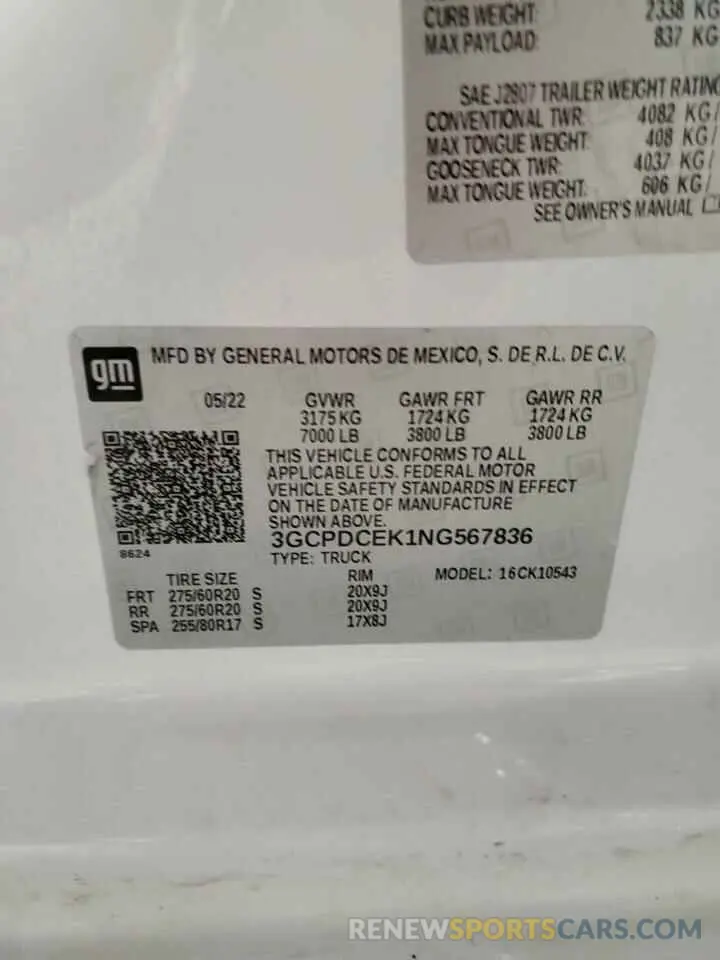 CURB WEIGHT: 2338 KG
MAX PAYLOAD: 837 KG
SAE J2807 TRAILER WEIGHT RATING
CONVENTIONAL TWR: 4082 KG/
MAX TONGUE WEIGHT: 408 KG/
GOOSENECK TWR: 4037 KG/
MAX TONGUE WEIGHT: 606 KG/
SEE OWNER'S MANUAL
gm
MFD BY GENERAL MOTORS DE MEXICO, S. DE R.L. DE C.V.
05/22 GVWR GAWR FRT GAWR RR
3175 KG 1724 KG 1724 KG
7000 LB 3800 LB 3800 LB
THIS VEHICLE CONFORMS TO ALL
APPLICABLE U.S. FEDERAL MOTOR
VEHICLE SAFETY STANDARDS IN EFFECT
ON THE DATE OF MANUFACTURE
SHOWN ABOVE.
3GCPDCEK1NG567836
8624
TYPE: TRUCK
TIRE SIZE RIM MODEL: 16CK10543
FRT 275/60R20 S 20X9J
RR 275/60R20 S 20X9J
SPA 255/80R17 S 17X8J
RENEWSPORTSCARS.COM